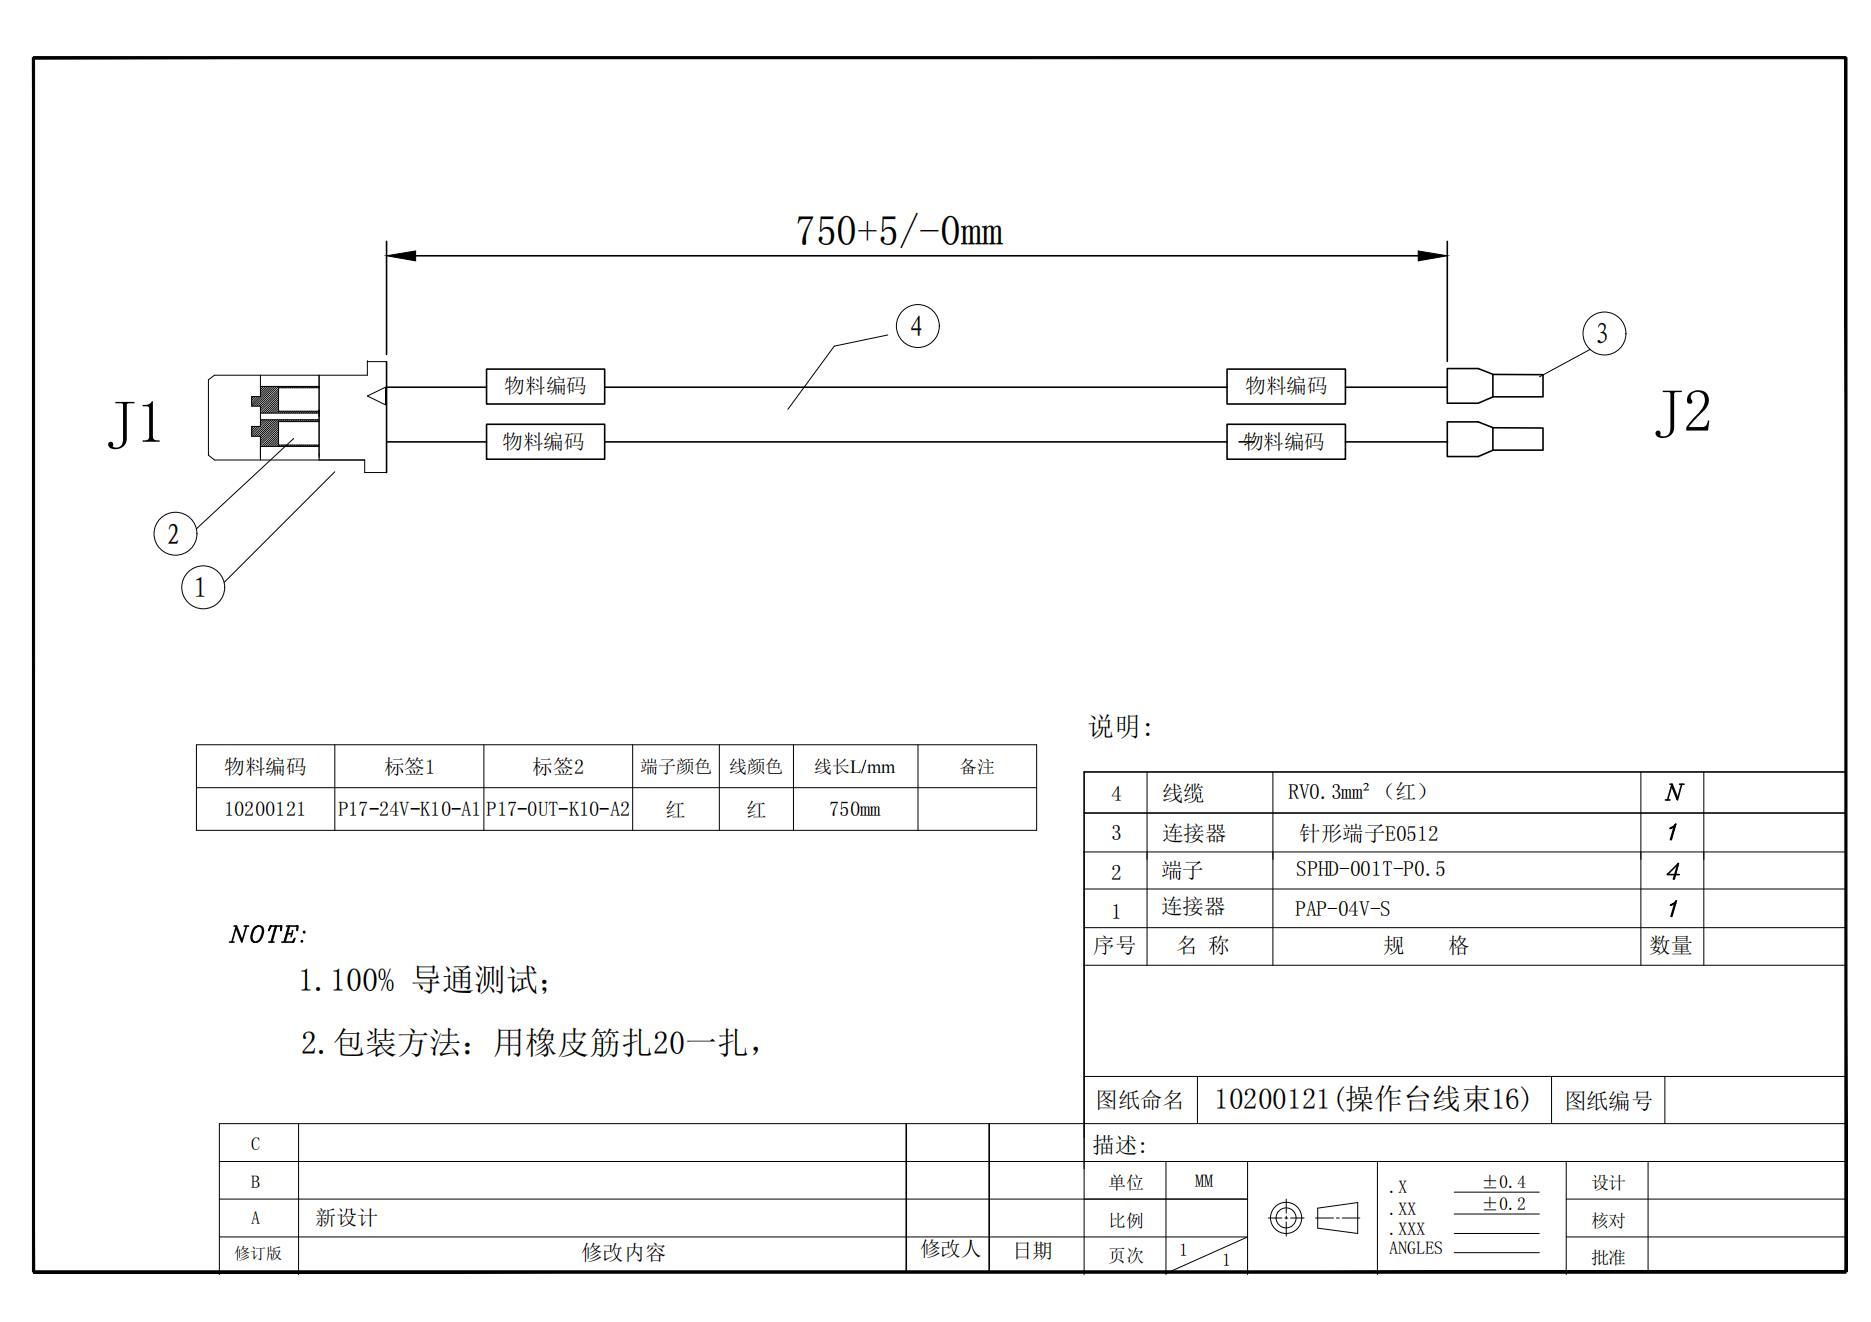 750+5/-0mm
4
3
物料编码
物料编码
J1
J2
物料编码
物料编码
2
1
说明:
物料编码 标签1 标签2 端子颜色 线颜色 线长L/mm 备注
10200121 P17-24V-K10-A1 P17-OUT-K10-A2 红 红 750mm
4 线缆 RV0.3mm²（红） N
3 连接器 针形端子E0512 1
2 端子 SPHD-001T-P0.5 4
1 连接器 PAP-04V-S 1
序号 名 称 规 格 数量
NOTE:
1.100% 导通测试;
2.包装方法: 用橡皮筋扎20一扎,
图纸命名 10200121(操作台线束16) 图纸编号
描述:
C
B
A 新设计
修订版 修改内容 修改人 日期
单位 MM
比例
页次 1/1
.X ±0.4
.XX ±0.2
.XXX
ANGLES
设计
核对
批准